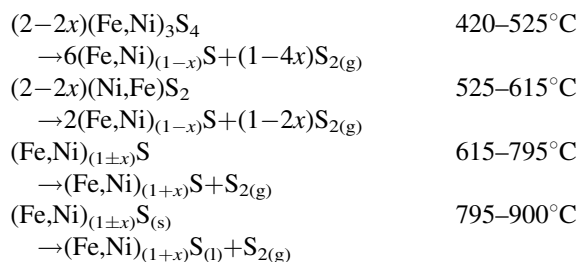 (2−2x)(Fe,Ni)₃S₄ 420–525°C
→6(Fe,Ni)₍₁₋ₓ₎S+(1−4x)S₂₍g₎
(2−2x)(Ni,Fe)S₂ 525–615°C
→2(Fe,Ni)₍₁₋ₓ₎S+(1−2x)S₂₍g₎
(Fe,Ni)₍₁±ₓ₎S 615–795°C
→(Fe,Ni)₍₁₊ₓ₎S+S₂₍g₎
(Fe,Ni)₍₁±ₓ₎S₍s₎ 795–900°C
→(Fe,Ni)₍₁₊ₓ₎S₍l₎+S₂₍g₎